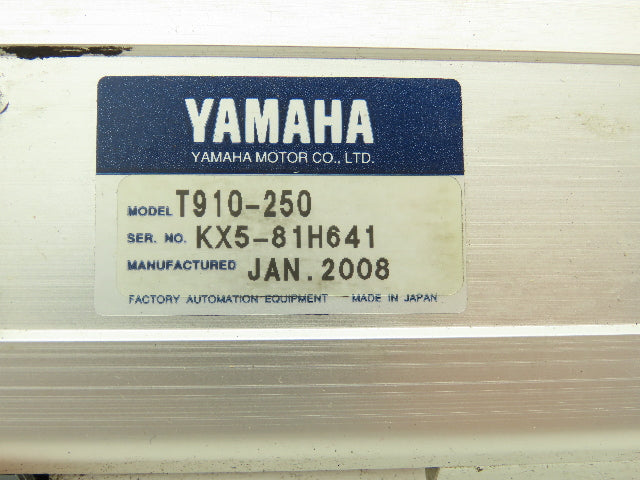 YAMAHA
YAMAHA MOTOR CO., LTD.
MODEL T910-250
SER. NO. KX5-81H641
MANUFACTURED JAN. 2008
FACTORY AUTOMATION EQUIPMENT MADE IN JAPAN